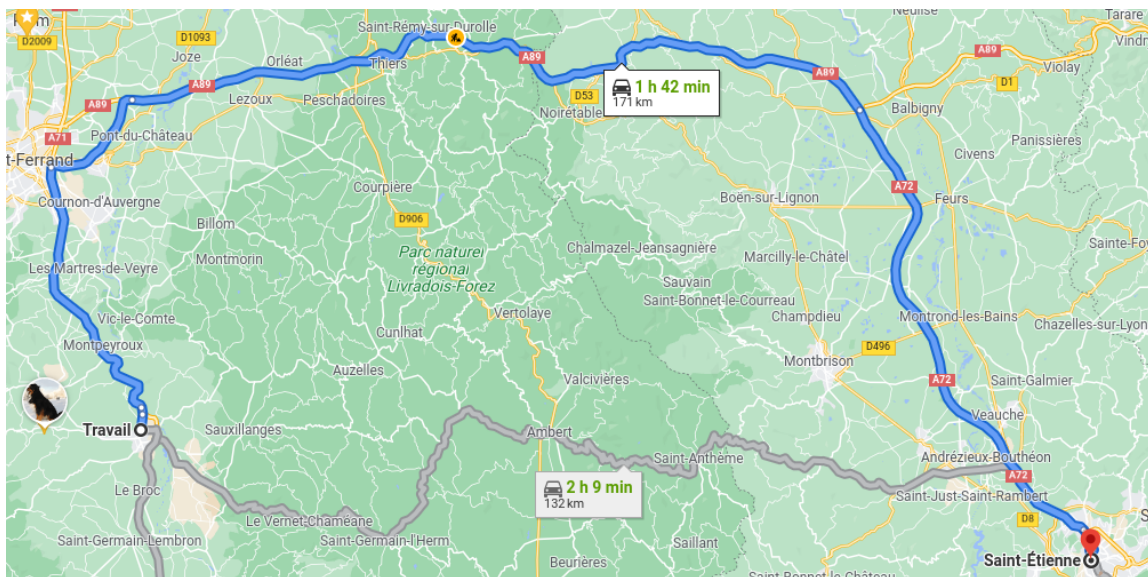 Riom
D2009
D1093
Joze
Orléat
Saint-Rémy-sur-Durolle
Thiers
A89
A89
A89
Lezoux
Peschadoires
A71
Pont-du-Château
t-Ferrand
Cournon-d'Auvergne
Billom
Montmorin
Courpière
D906
Parc naturel
régional
Livradois-Forez
D53
Noirétable
1 h 42 min
171 km
A89
A89
Neulise
Tarare
Violay
D1
Balbigny
Panissières
Civens
A72
Feurs
Boën-sur-Lignon
Chalmazel-Jeansagnière
Marcilly-le-Châtel
Sauvain
Saint-Bonnet-le-Courreau
Champdieu
Montrond-les-Bains
Chazelles-sur-Lyon
D496
Montbrison
A72
Saint-Galmier
Veauche
Les Martres-de-Veyre
Vic-le-Comte
Montpeyroux
Cunlhat
Vertolaye
Auzelles
Valcivières
Travail
Sauxillanges
Ambert
Saint-Anthème
2 h 9 min
132 km
Andrézieux-Bouthéon
A72
Saint-Just-Saint-Rambert
D8
Le Broc
Le Vernet-Chaméane
Saint-Germain-Lembron
Saint-Germain-l'Herm
Beurières
Saillant
Saint-Étienne
Saint-Bonnet-le-Château